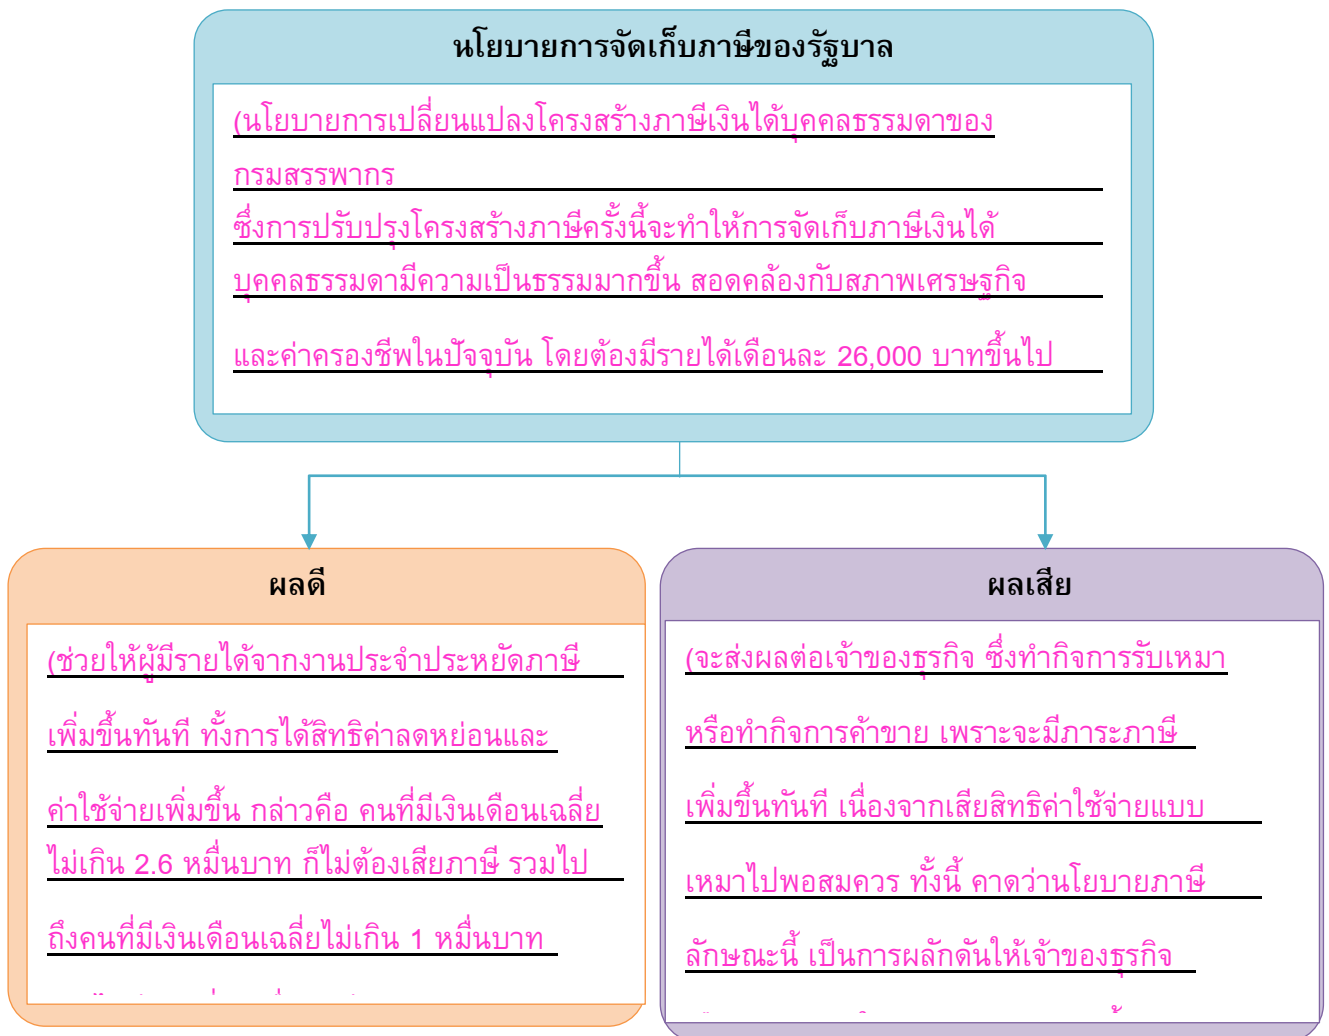 นโยบายการจัดเก็บภาษีของรัฐบาล
(นโยบายการเปลี่ยนแปลงโครงสร้างภาษีเงินได้บุคคลธรรมดาของ
กรมสรรพากร
ซึ่งการปรับปรุงโครงสร้างภาษีครั้งนี้จะทำให้การจัดเก็บภาษีเงินได้
บุคคลธรรมดามีความเป็นธรรมมากขึ้น สอดคล้องกับสภาพเศรษฐกิจ
และค่าครองชีพในปัจจุบัน โดยต้องมีรายได้เดือนละ 26,000 บาทขึ้นไป
ผลดี
(ช่วยให้ผู้มีรายได้จากงานประจำประหยัดภาษี
เพิ่มขึ้นทันที ทั้งการได้สิทธิค่าลดหย่อนและ
ค่าใช้จ่ายเพิ่มขึ้น กล่าวคือ คนที่มีเงินเดือนเฉลี่ย
ไม่เกิน 2.6 หมื่นบาท ก็ไม่ต้องเสียภาษี รวมไป
ถึงคนที่มีเงินเดือนเฉลี่ยไม่เกิน 1 หมื่นบาท
ผลเสีย
(จะส่งผลต่อเจ้าของธุรกิจ ซึ่งทำกิจการรับเหมา
หรือทำกิจการค้าขาย เพราะจะมีภาระภาษี
เพิ่มขึ้นทันที เนื่องจากเสียสิทธิค่าใช้จ่ายแบบ
เหมาไปพอสมควร ทั้งนี้ คาดว่านโยบายภาษี
ลักษณะนี้ เป็นการผลักดันให้เจ้าของธุรกิจ